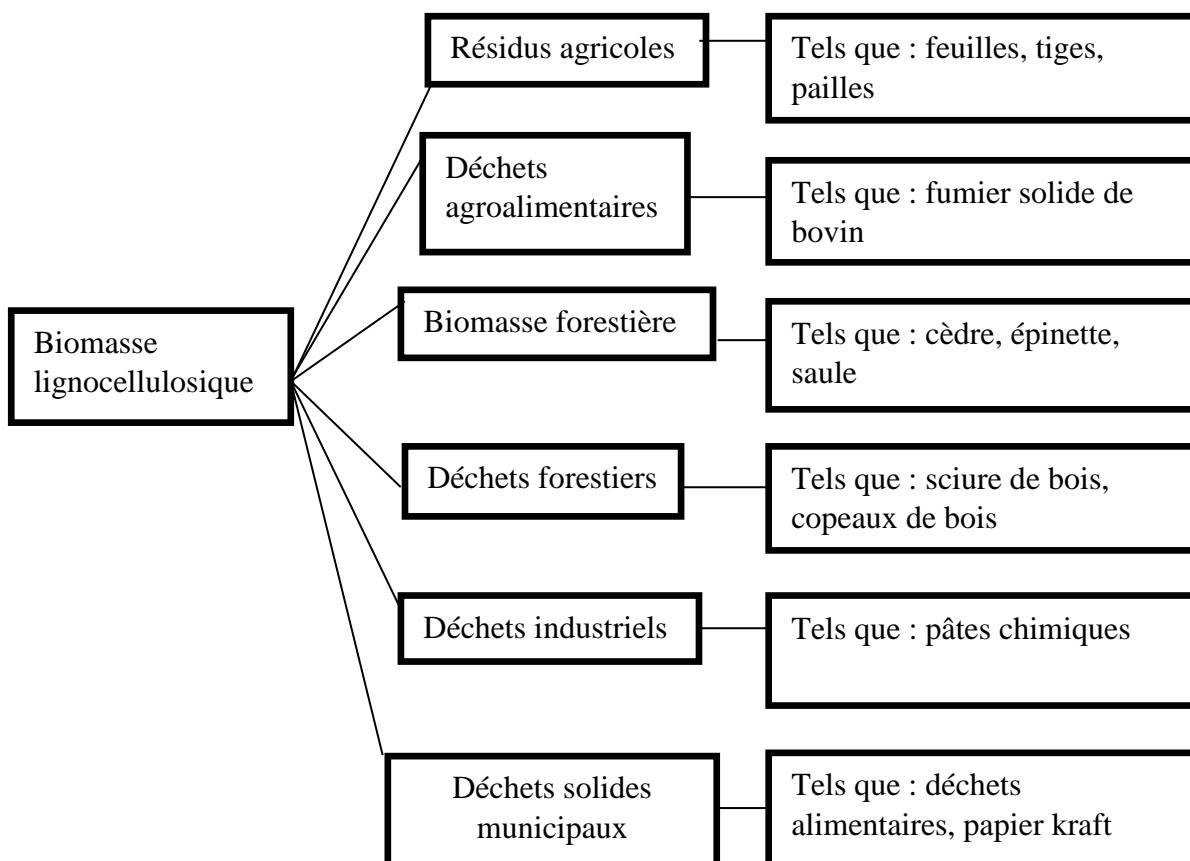 Résidus agricoles
Tels que : feuilles, tiges,
pailles
Déchets
agroalimentaires
Tels que : fumier solide de
bovin
Biomasse
lignocellulosique
Biomasse forestière
Tels que : cèdre, épinette,
saule
Déchets forestiers
Tels que : sciure de bois,
copeaux de bois
Déchets industriels
Tels que : pâtes chimiques
Déchets solides
municipaux
Tels que : déchets
alimentaires, papier kraft